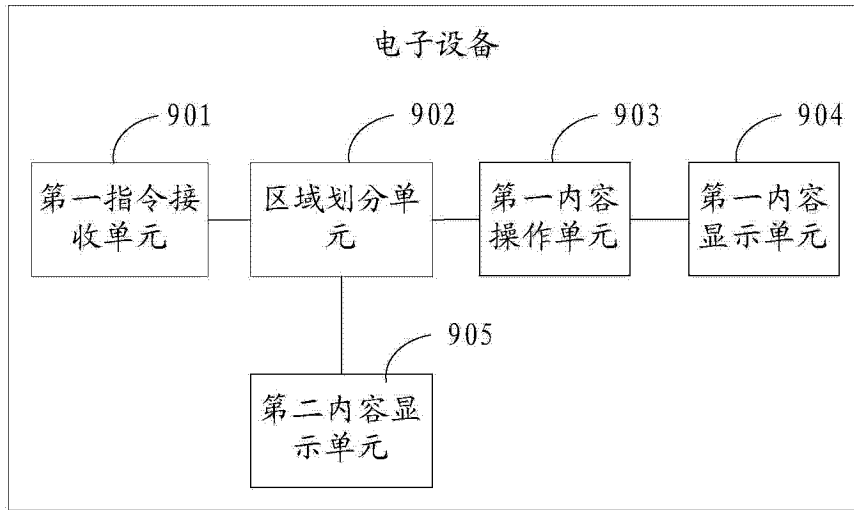 电子设备
901
902
903
904
第一指令接
收单元
区域划分单
元
第一内容
操作单元
第一内容
显示单元
905
第二内容显
示单元